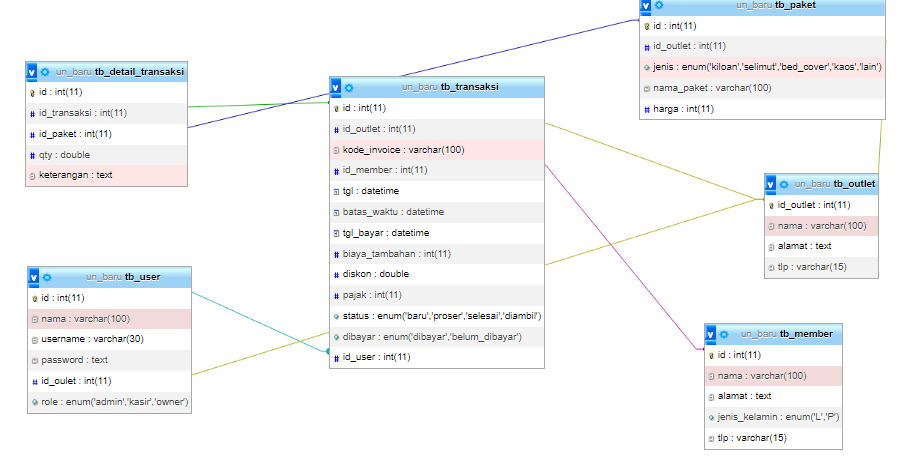 un_baru tb_paket
id : int(11)
id_outlet : int(11)
jenis : enum('kiloan','selimut','bed_cover','kaos','lain')
nama_paket : varchar(100)
harga : int(11)
v un_baru tb_detail_transaksi
id : int(11)
id_transaksi : int(11)
id_paket : int(11)
qty : double
keterangan : text
v un_baru tb_transaksi
id : int(11)
id_outlet : int(11)
kode_invoice : varchar(100)
id_member : int(11)
tgl : datetime
batas_waktu : datetime
tgl_bayar : datetime
biaya_tambahan : int(11)
diskon : double
pajak : int(11)
status : enum('baru','proser','selesai','diambil')
dibayar : enum('dibayar','belum_dibayar')
id_user : int(11)
v un_baru tb_outlet
id_outlet : int(11)
nama : varchar(100)
alamat : text
tlp : varchar(15)
v un_baru tb_user
id : int(11)
nama : varchar(100)
username : varchar(30)
password : text
id_oulet : int(11)
role : enum('admin','kasir','owner')
v un_baru tb_member
id : int(11)
nama : varchar(100)
alamat : text
jenis_kelamin : enum('L','P')
tlp : varchar(15)